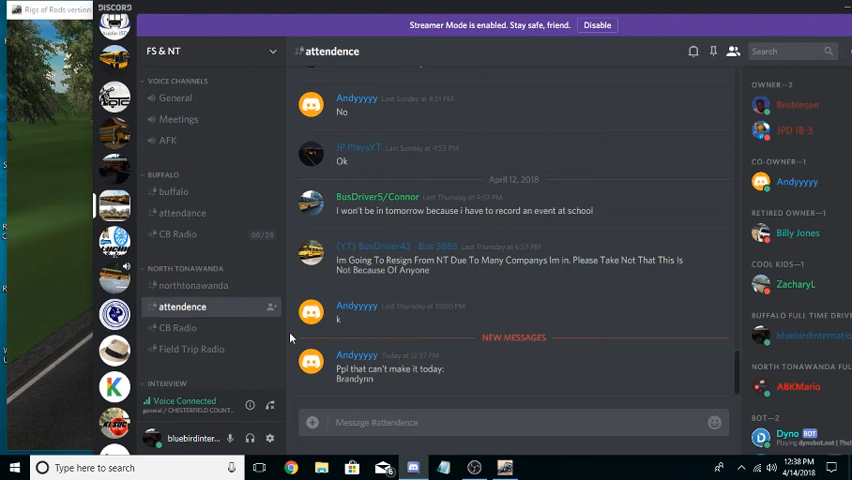 Rigs of Rods version
DISCORD
Streamer Mode is enabled. Stay safe, friend. Disable
FS & NT
attendence
Search
VOICE CHANNELS
General
Meetings
AFK
BUFFALO
buffalo
attendance
CB Radio
NORTH TONAWANDA
northtonawanda
attendence
CB Radio
Field Trip Radio
INTERVIEW
Voice Connected
general / CHESTERFIELD COUNT...
bluebirdinter...
Andyyyyy Last Sunday at 4:51 PM
No
JP PlaysYT Last Sunday at 4:53 PM
Ok
April 12, 2018
BusDriver5/Connor Last Thursday at 4:57 PM
I won't be in tomorrow because i have to record an event at school
(YT) BusDriver43 - Bus 3685 Last Thursday at 6:57 PM
Im Going To Resign From NT Due To Many Companys Im in. Please Take Not That This Is
Not Because Of Anyone
Andyyyyy Last Thursday at 10:00 PM
k
NEW MESSAGES
Andyyyyy Today at 12:37 PM
Ppl that can't make it today:
Brandynn
Message #attendence
OWNER—2
Brobinson
JPD 18-3
CO-OWNER—1
Andyyyyy
RETIRED OWNER—1
Billy Jones
COOL KIDS—1
ZacharyL
BUFFALO FULL TIME DRIVE
bluebirdinternatio
NORTH TONAWANDA FULL
ABKMario
BOT—2
Dyno BOT
Playing dynobot.net | ?h
Type here to search
12:38 PM
4/14/2018